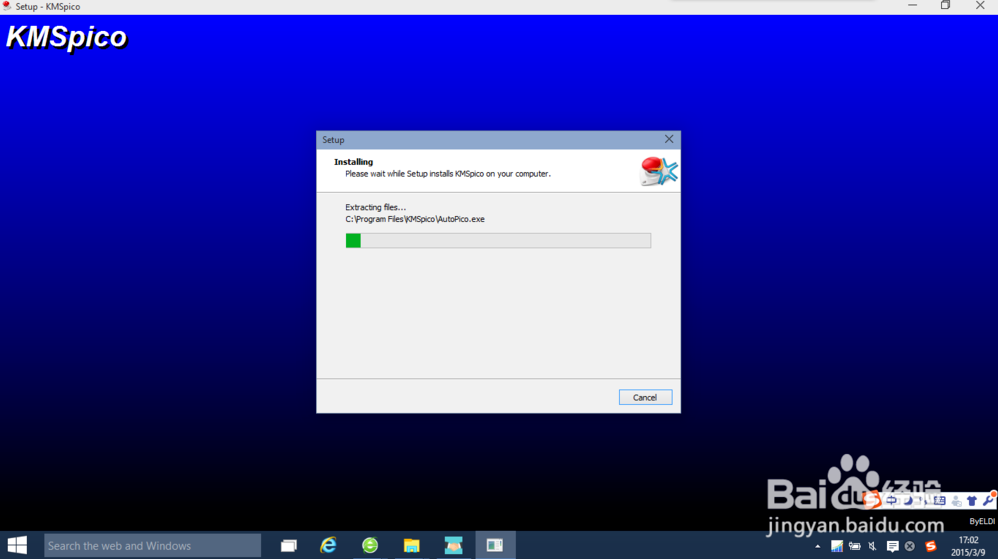 Setup - KMSpico
KMSpico
Setup
Installing
Please wait while Setup installs KMSpico on your computer.
Extracting files...
C:\Program Files\KMSpico\AutoPico.exe
Cancel
Baidu 经验
jingyan.baidu.com
ByELDI
Search the web and Windows
17:02
2015/3/9